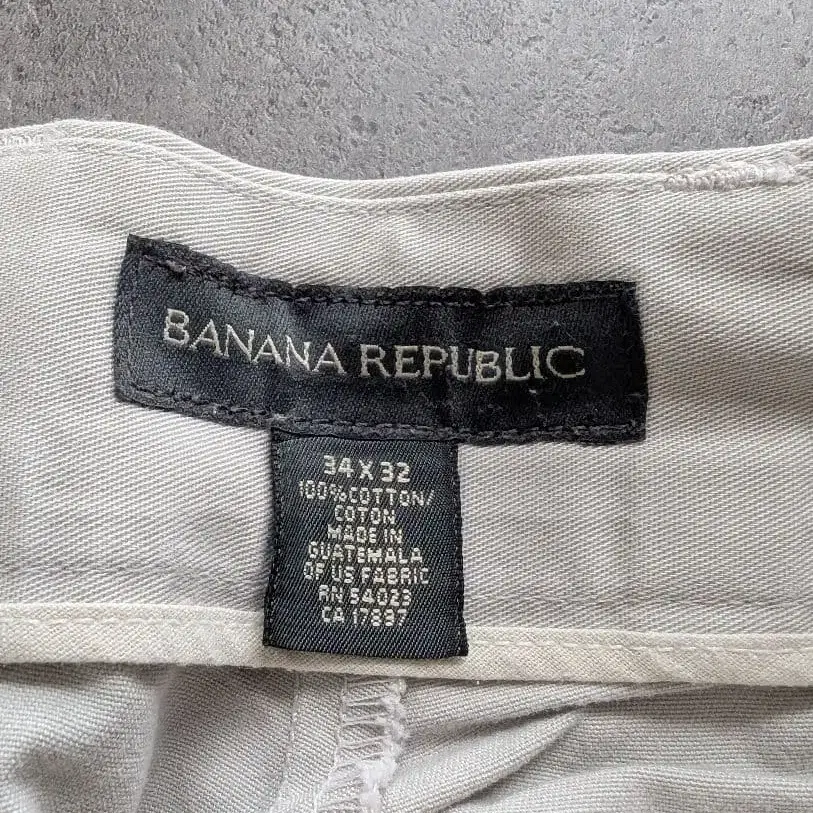 BANANA REPUBLIC
34 X 32
100% COTTON/
COTON
MADE IN
GUATEMALA
OF US FABRIC
RN 54023
CA 17897